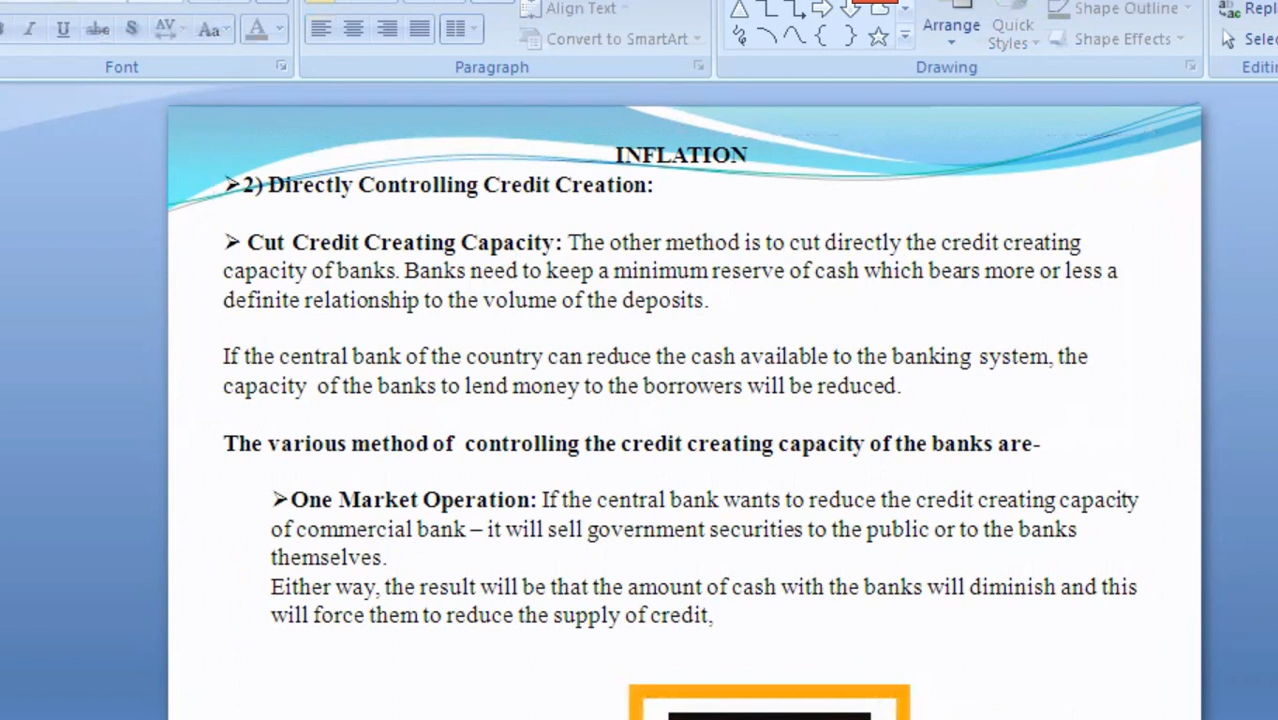 Align Text
U abc AV Aa A
Convert to SmartArt
Arrange
Quick
Styles
Shape Outline
Shape Effects
Font
Paragraph
Drawing
INFLATION
➢2) Directly Controlling Credit Creation:
➢ Cut Credit Creating Capacity: The other method is to cut directly the credit creating
capacity of banks. Banks need to keep a minimum reserve of cash which bears more or less a
definite relationship to the volume of the deposits.
If the central bank of the country can reduce the cash available to the banking system, the
capacity of the banks to lend money to the borrowers will be reduced.
The various method of controlling the credit creating capacity of the banks are-
➢One Market Operation: If the central bank wants to reduce the credit creating capacity
of commercial bank – it will sell government securities to the public or to the banks
themselves.
Either way, the result will be that the amount of cash with the banks will diminish and this
will force them to reduce the supply of credit,